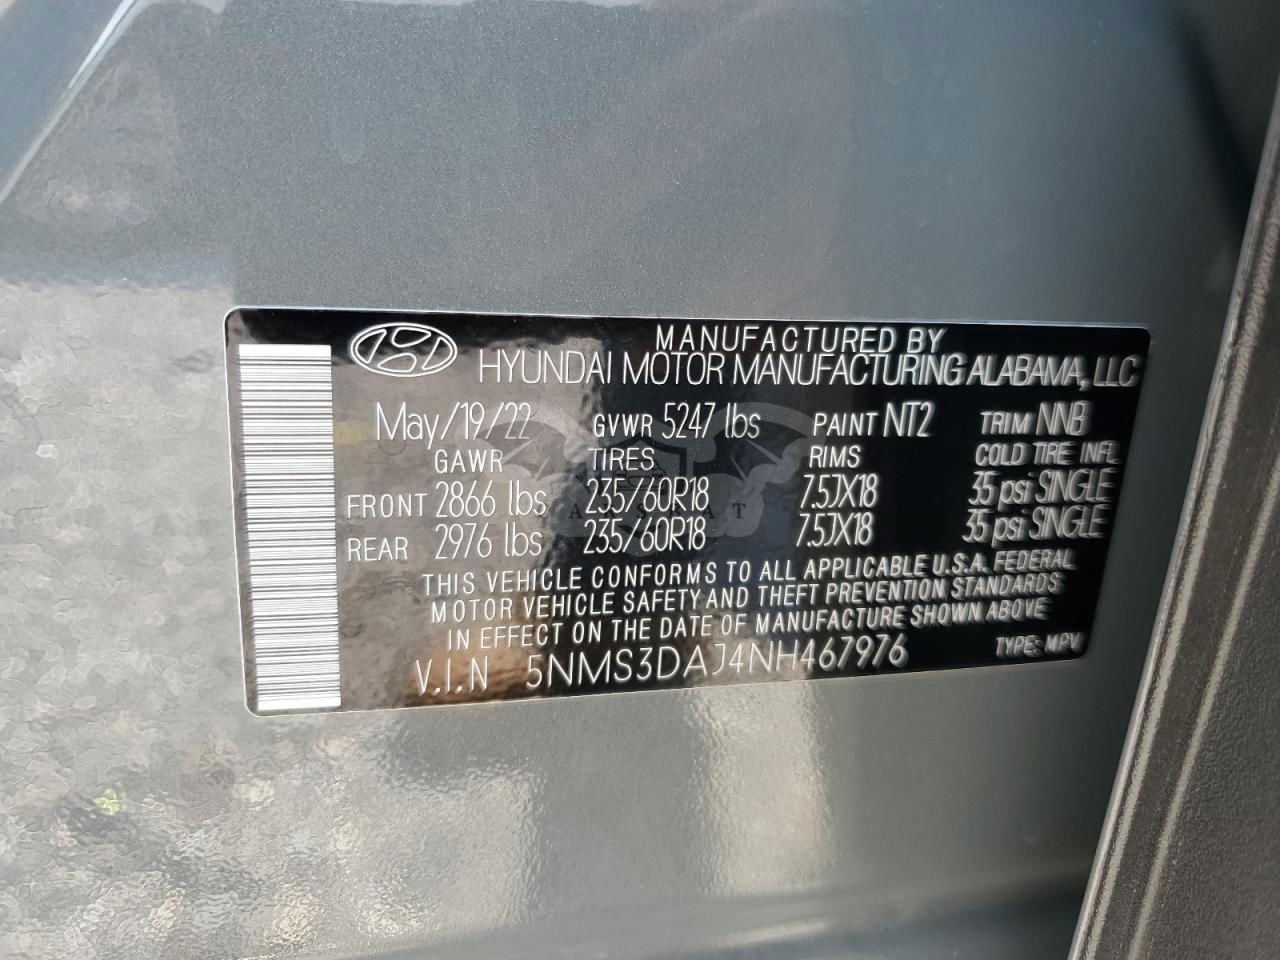 MANUFACTURED BY
HYUNDAI MOTOR MANUFACTURING ALABAMA, LLC
May/19/22 GVWR 5247 lbs PAINT NT2 TRIM NNB
GAWR TIRES RIMS COLD TIRE INFL
FRONT 2866 lbs 235/60R18 7.5JX18 35 psi SINGLE
REAR 2976 lbs 235/60R18 7.5JX18 35 psi SINGLE
THIS VEHICLE CONFORMS TO ALL APPLICABLE U.S.A. FEDERAL
MOTOR VEHICLE SAFETY AND THEFT PREVENTION STANDARDS
IN EFFECT ON THE DATE OF MANUFACTURE SHOWN ABOVE
V.I.N 5NMS3DAJ4NH467976 TYPE: MPV